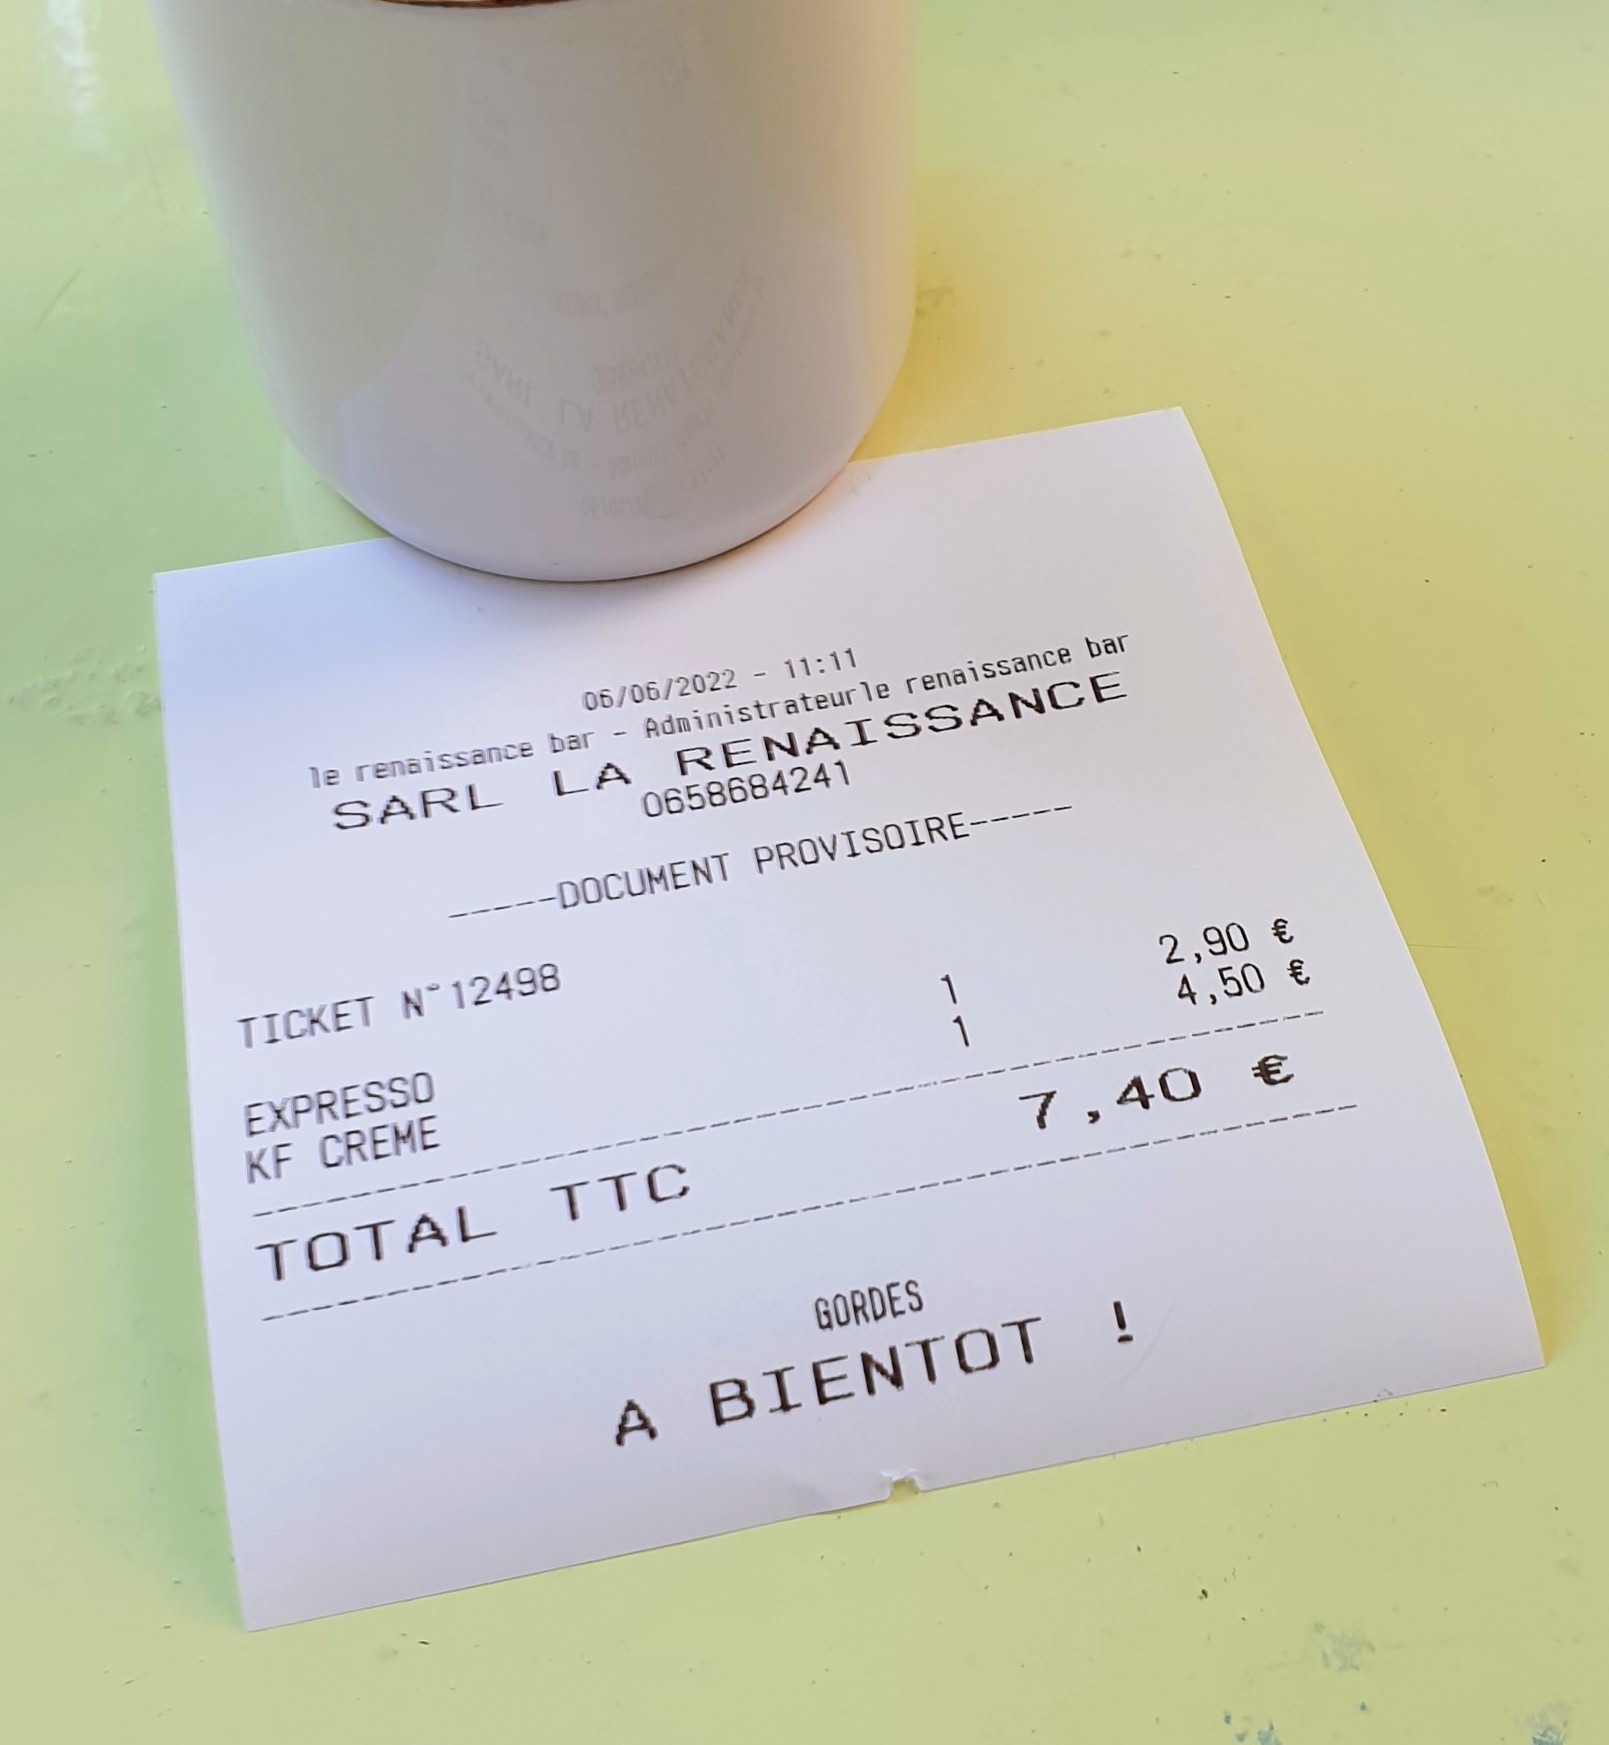 06/06/2022 - 11:11
le renaissance bar - Administrateurle renaissance bar
SARL LA RENAISSANCE
0658684241
-----DOCUMENT PROVISOIRE-----
TICKET N°12498
EXPRESSO 1 2,90 €
KF CREME 1 4,50 €
TOTAL TTC 7,40 €
GORDES
A BIENTOT !